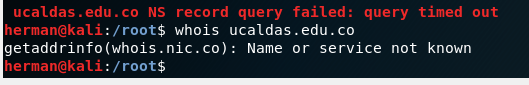 ucaldas.edu.co NS record query failed: query timed out
herman@kali:/root$ whois ucaldas.edu.co
getaddrinfo(whois.nic.co): Name or service not known
herman@kali:/root$